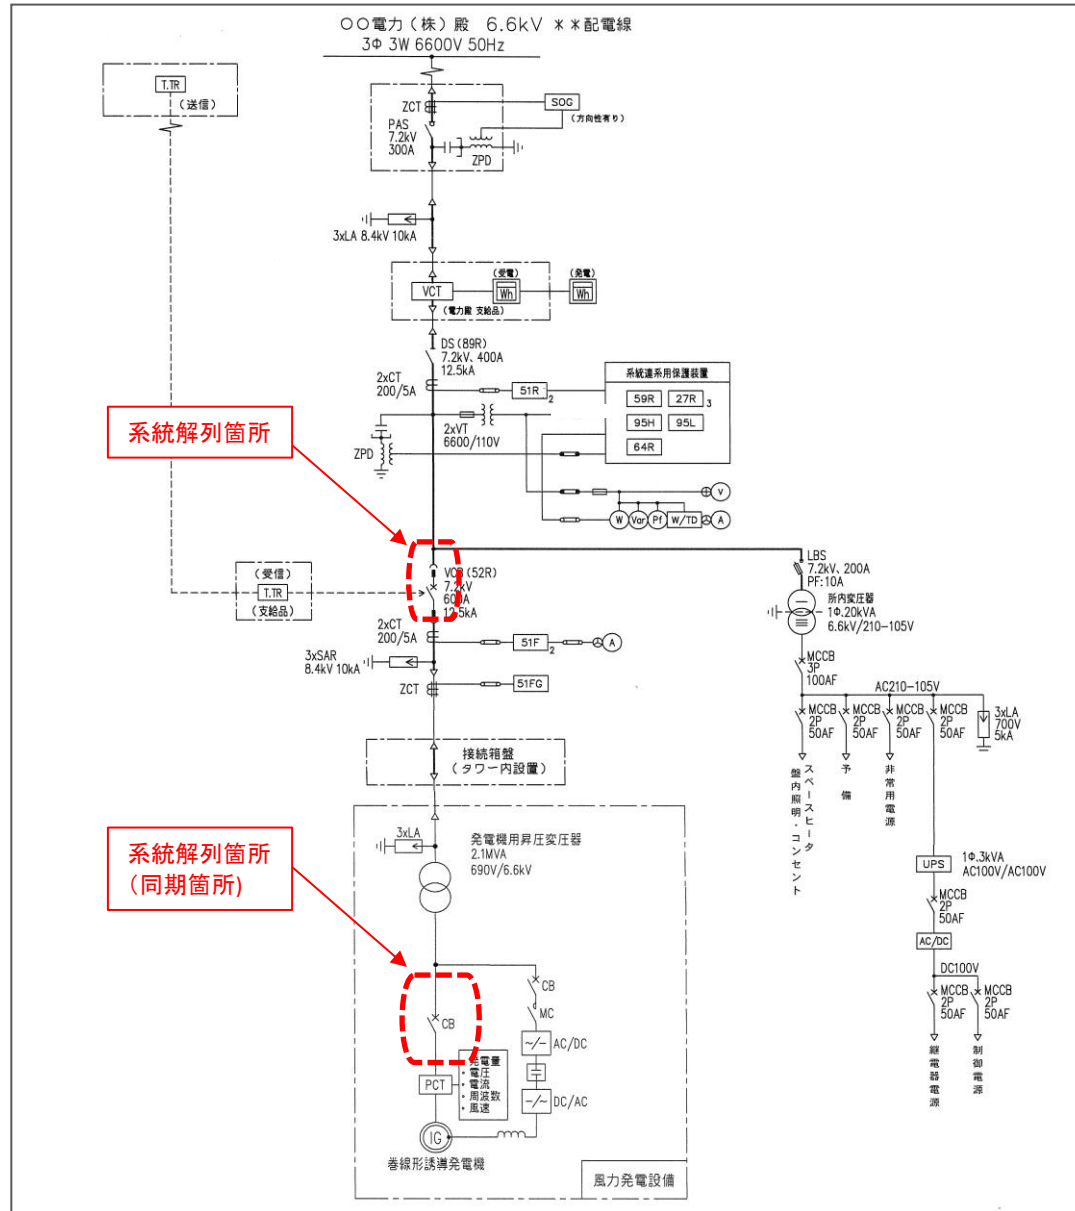 ○○電力(株)殿 6.6kV **配電線
3Φ 3W 6600V 50Hz
T.TR
(送信)
ZCT
SOG
(方向性有り)
PAS
7.2kV
300A
ZPD
3xLA 8.4kV 10kA
VCT
(受電)
Wh
(発電)
Wh
(電力殿 支給品)
DS(89R)
7.2kV、400A
12.5kA
2xCT
200/5A
51R
2
系統連系用保護装置
59R
27R
3
95H
95L
64R
2xVT
6600/110V
ZPD
V
W
Var
Pf
W/TD
A
系統解列箇所
VCB(52R)
7.2kV
600A
12.5kA
(受信)
T.TR
(支給品)
2xCT
200/5A
51F
2
A
3xSAR
8.4kV 10kA
ZCT
51FG
LBS
7.2kV、200A
PF:10A
所内変圧器
1Φ.20kVA
6.6kV/210-105V
MCCB
3P
100AF
AC210-105V
MCCB
2P
50AF
MCCB
2P
50AF
MCCB
2P
50AF
MCCB
2P
50AF
3xLA
700V
5kA
スペースヒータ
盤内照明・コンセント
予備
非常用電源
UPS
1Φ.3kVA
AC100V/AC100V
MCCB
2P
50AF
AC/DC
DC100V
MCCB
2P
50AF
MCCB
2P
50AF
継電器電源
制御電源
接続箱盤
(タワー内設置)
3xLA
発電機用昇圧変圧器
2.1MVA
690V/6.6kV
系統解列箇所
(同期箇所)
CB
CB
MC
AC/DC
DC/AC
PCT
発電量
・電圧
・電流
・周波数
・風速
IG
巻線形誘導発電機
風力発電設備